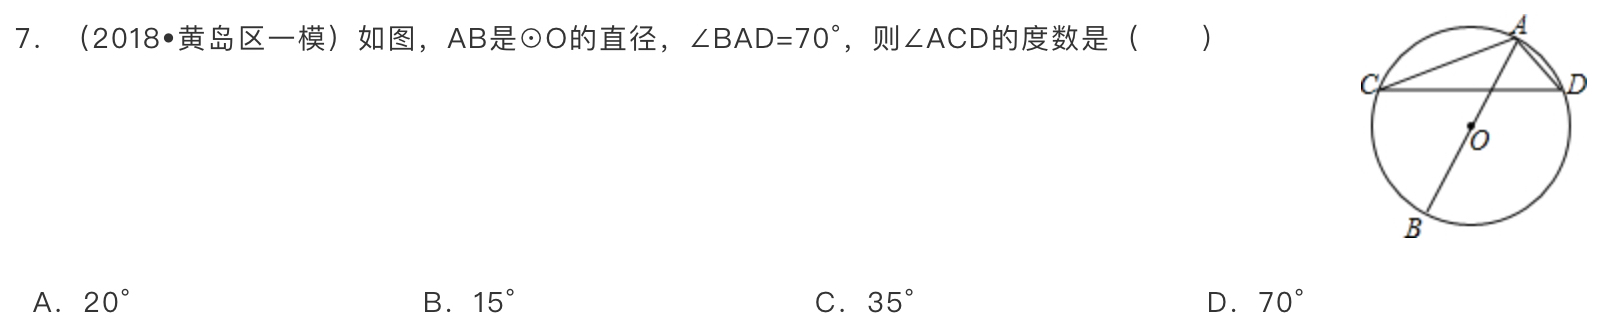 7. （2018•黄岛区一模）如图，AB是⊙O的直径，∠BAD=70°，则∠ACD的度数是（　　）
A
C
D
O
B
A. 20°
B. 15°
C. 35°
D. 70°